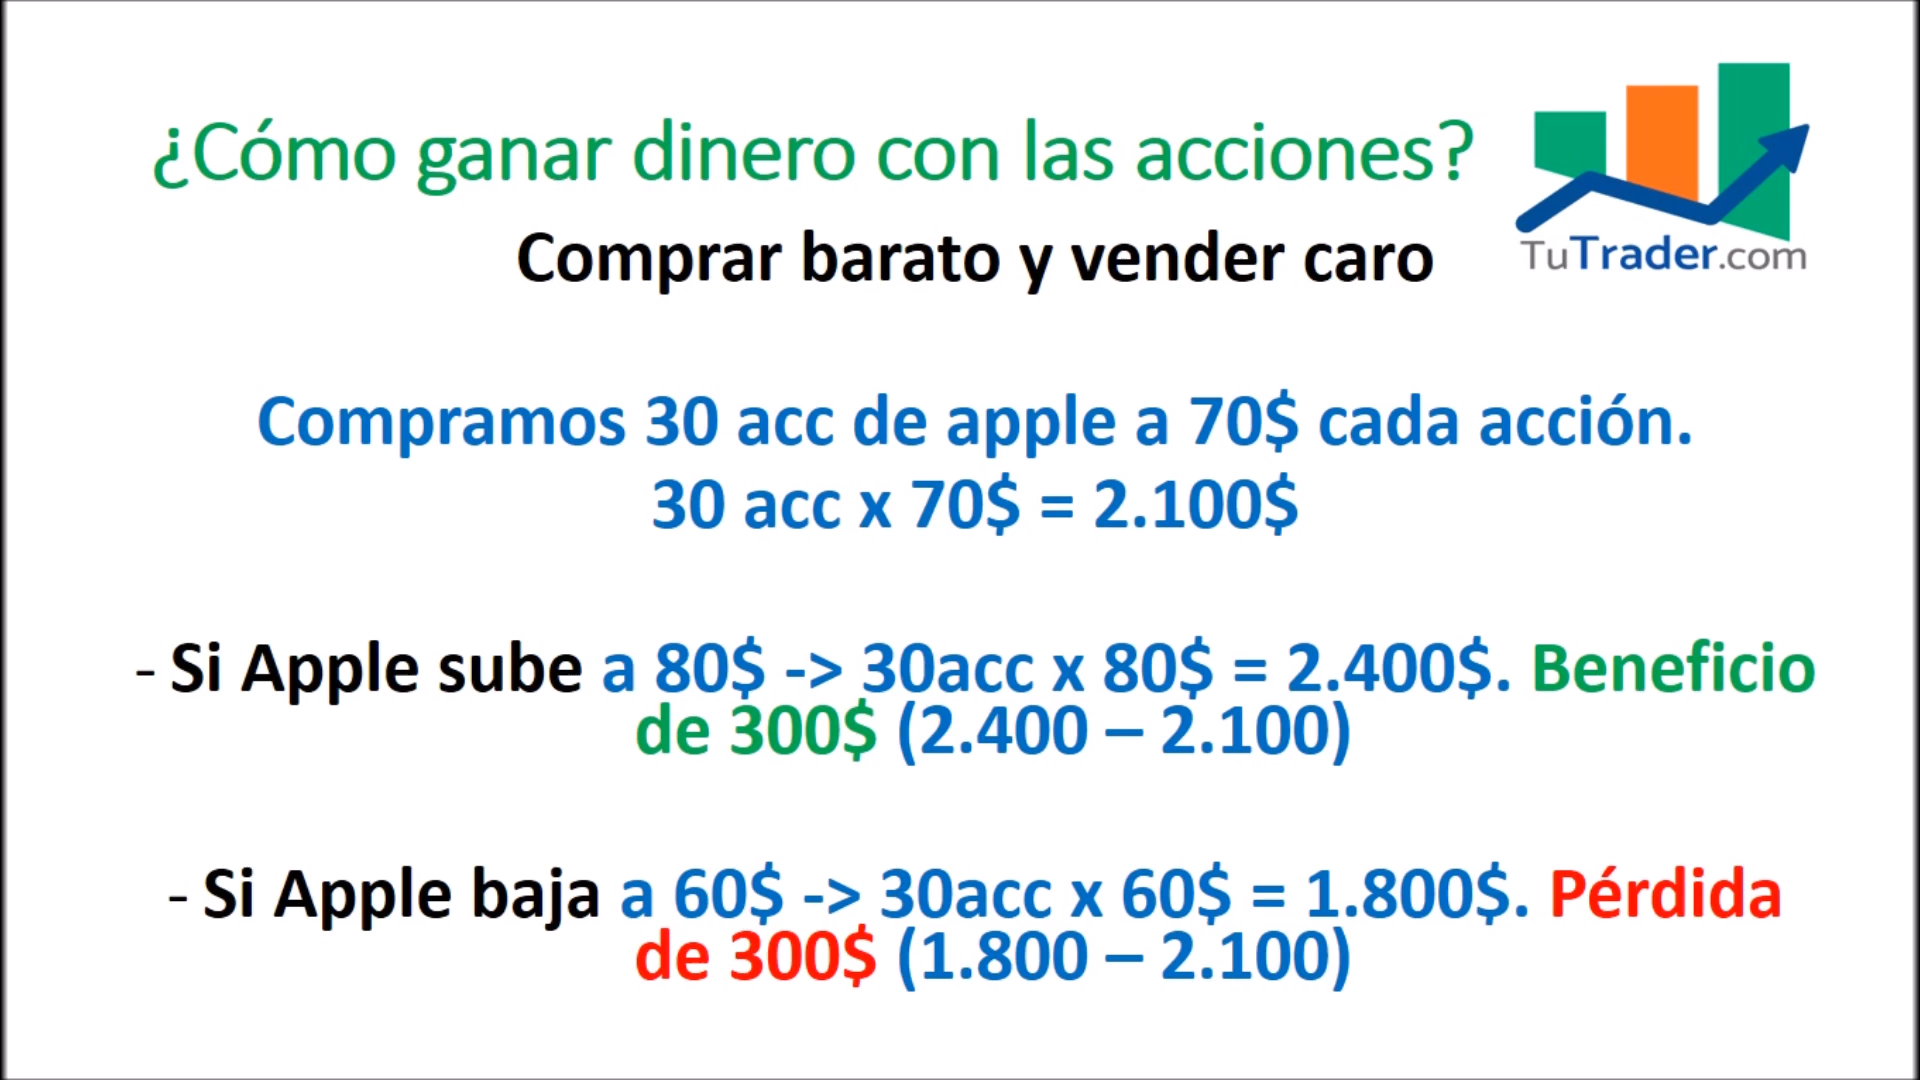 ¿Cómo ganar dinero con las acciones?
Comprar barato y vender caro
TuTrader.com
Compramos 30 acc de apple a 70$ cada acción.
30 acc x 70$ = 2.100$
- Si Apple sube a 80$ -> 30acc x 80$ = 2.400$. Beneficio
de 300$ (2.400 – 2.100)
- Si Apple baja a 60$ -> 30acc x 60$ = 1.800$. Pérdida
de 300$ (1.800 – 2.100)